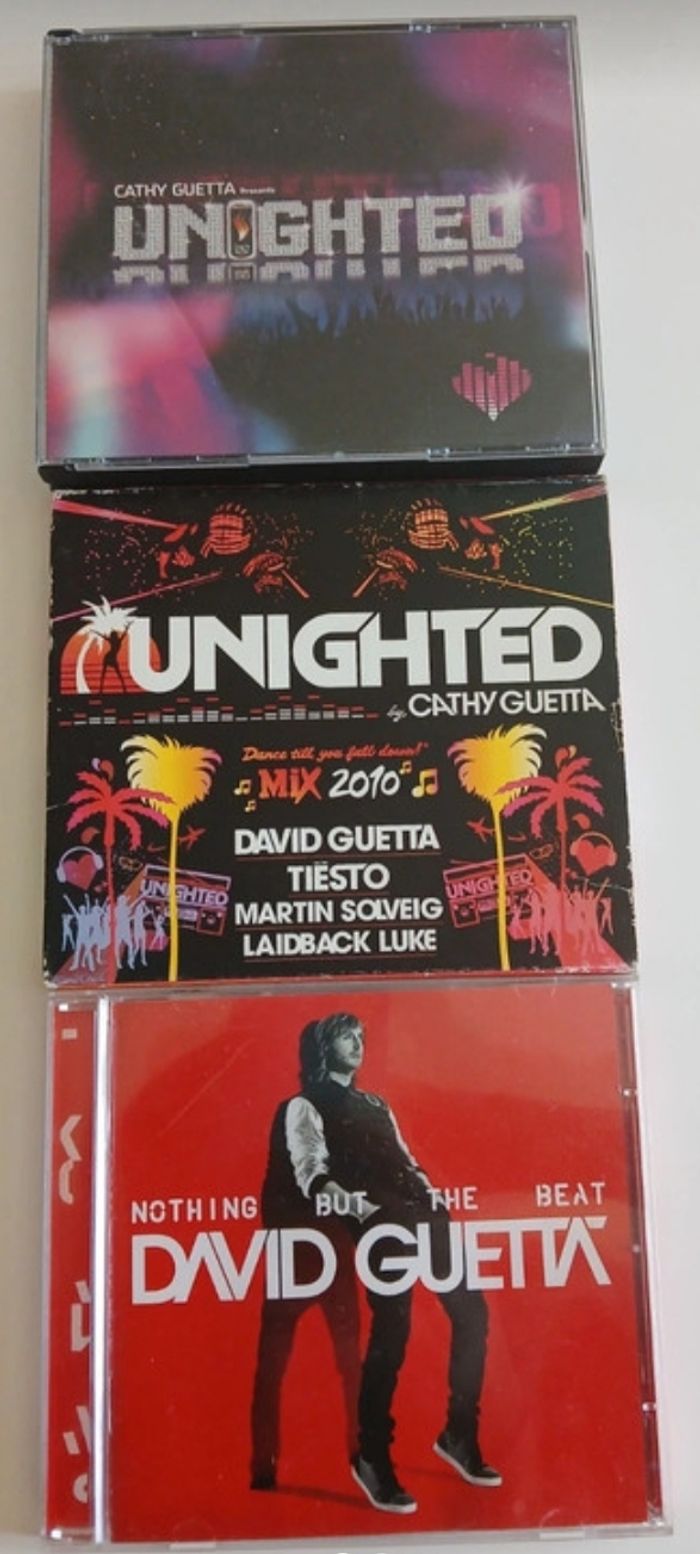 CATHY GUETTA Presents
UNIGHTED
UNIGHTED
by CATHY GUETTA
Dance till you fall down!
MIX 2010
DAVID GUETTA
TIËSTO
MARTIN SOLVEIG
LAIDBACK LUKE
UNIGHTED
UNIGHTED
NOTHING BUT THE BEAT
DAVID GUETTA